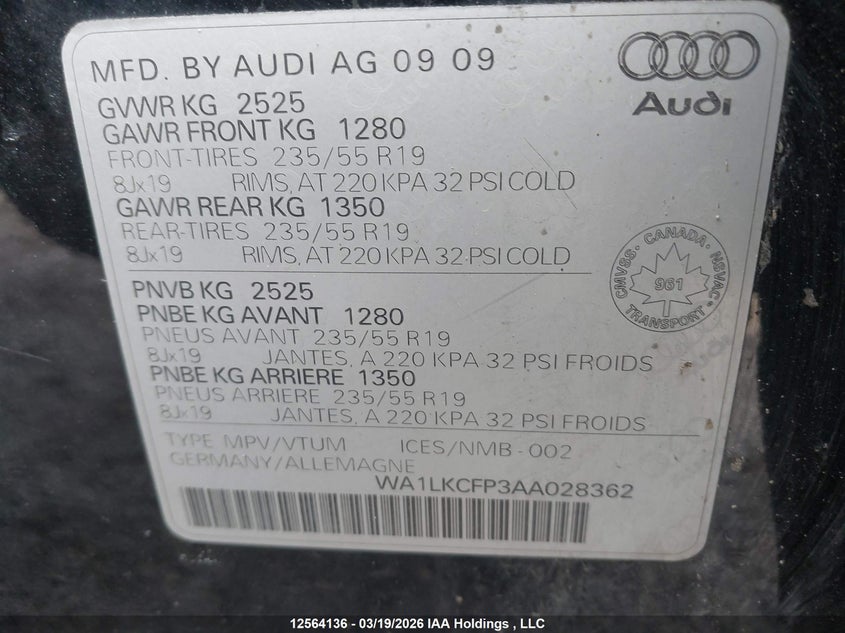 MFD. BY AUDI AG 09 09
Audi
GVWR KG 2525
GAWR FRONT KG 1280
FRONT-TIRES 235/55 R19
8Jx19 RIMS, AT 220 KPA 32 PSI COLD
GAWR REAR KG 1350
REAR-TIRES 235/55 R19
8Jx19 RIMS, AT 220 KPA 32 PSI COLD
CANADA
CMVSS · NSVAC
961
TRANSPORT
PNVB KG 2525
PNBE KG AVANT 1280
PNEUS AVANT 235/55 R19
8Jx19 JANTES, A 220 KPA 32 PSI FROIDS
PNBE KG ARRIERE 1350
PNEUS ARRIERE 235/55 R19
8Jx19 JANTES, A 220 KPA 32 PSI FROIDS
TYPE MPV/VTUM ICES/NMB - 002
GERMANY/ALLEMAGNE
WA1LKCFP3AA028362
12564136 - 03/19/2026 IAA Holdings , LLC